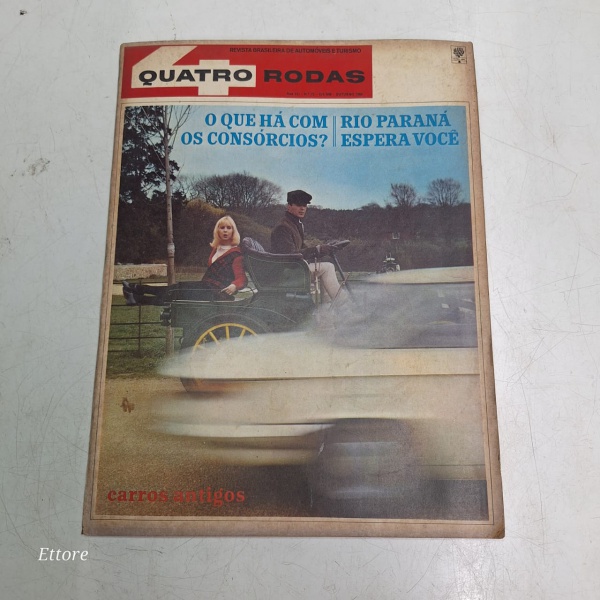 REVISTA BRASILEIRA DE AUTOMÓVEIS E TURISMO
QUATRO RODAS
O QUE HÁ COM
OS CONSÓRCIOS?
RIO PARANÁ
ESPERA VOCÊ
carros antigos
Ettore